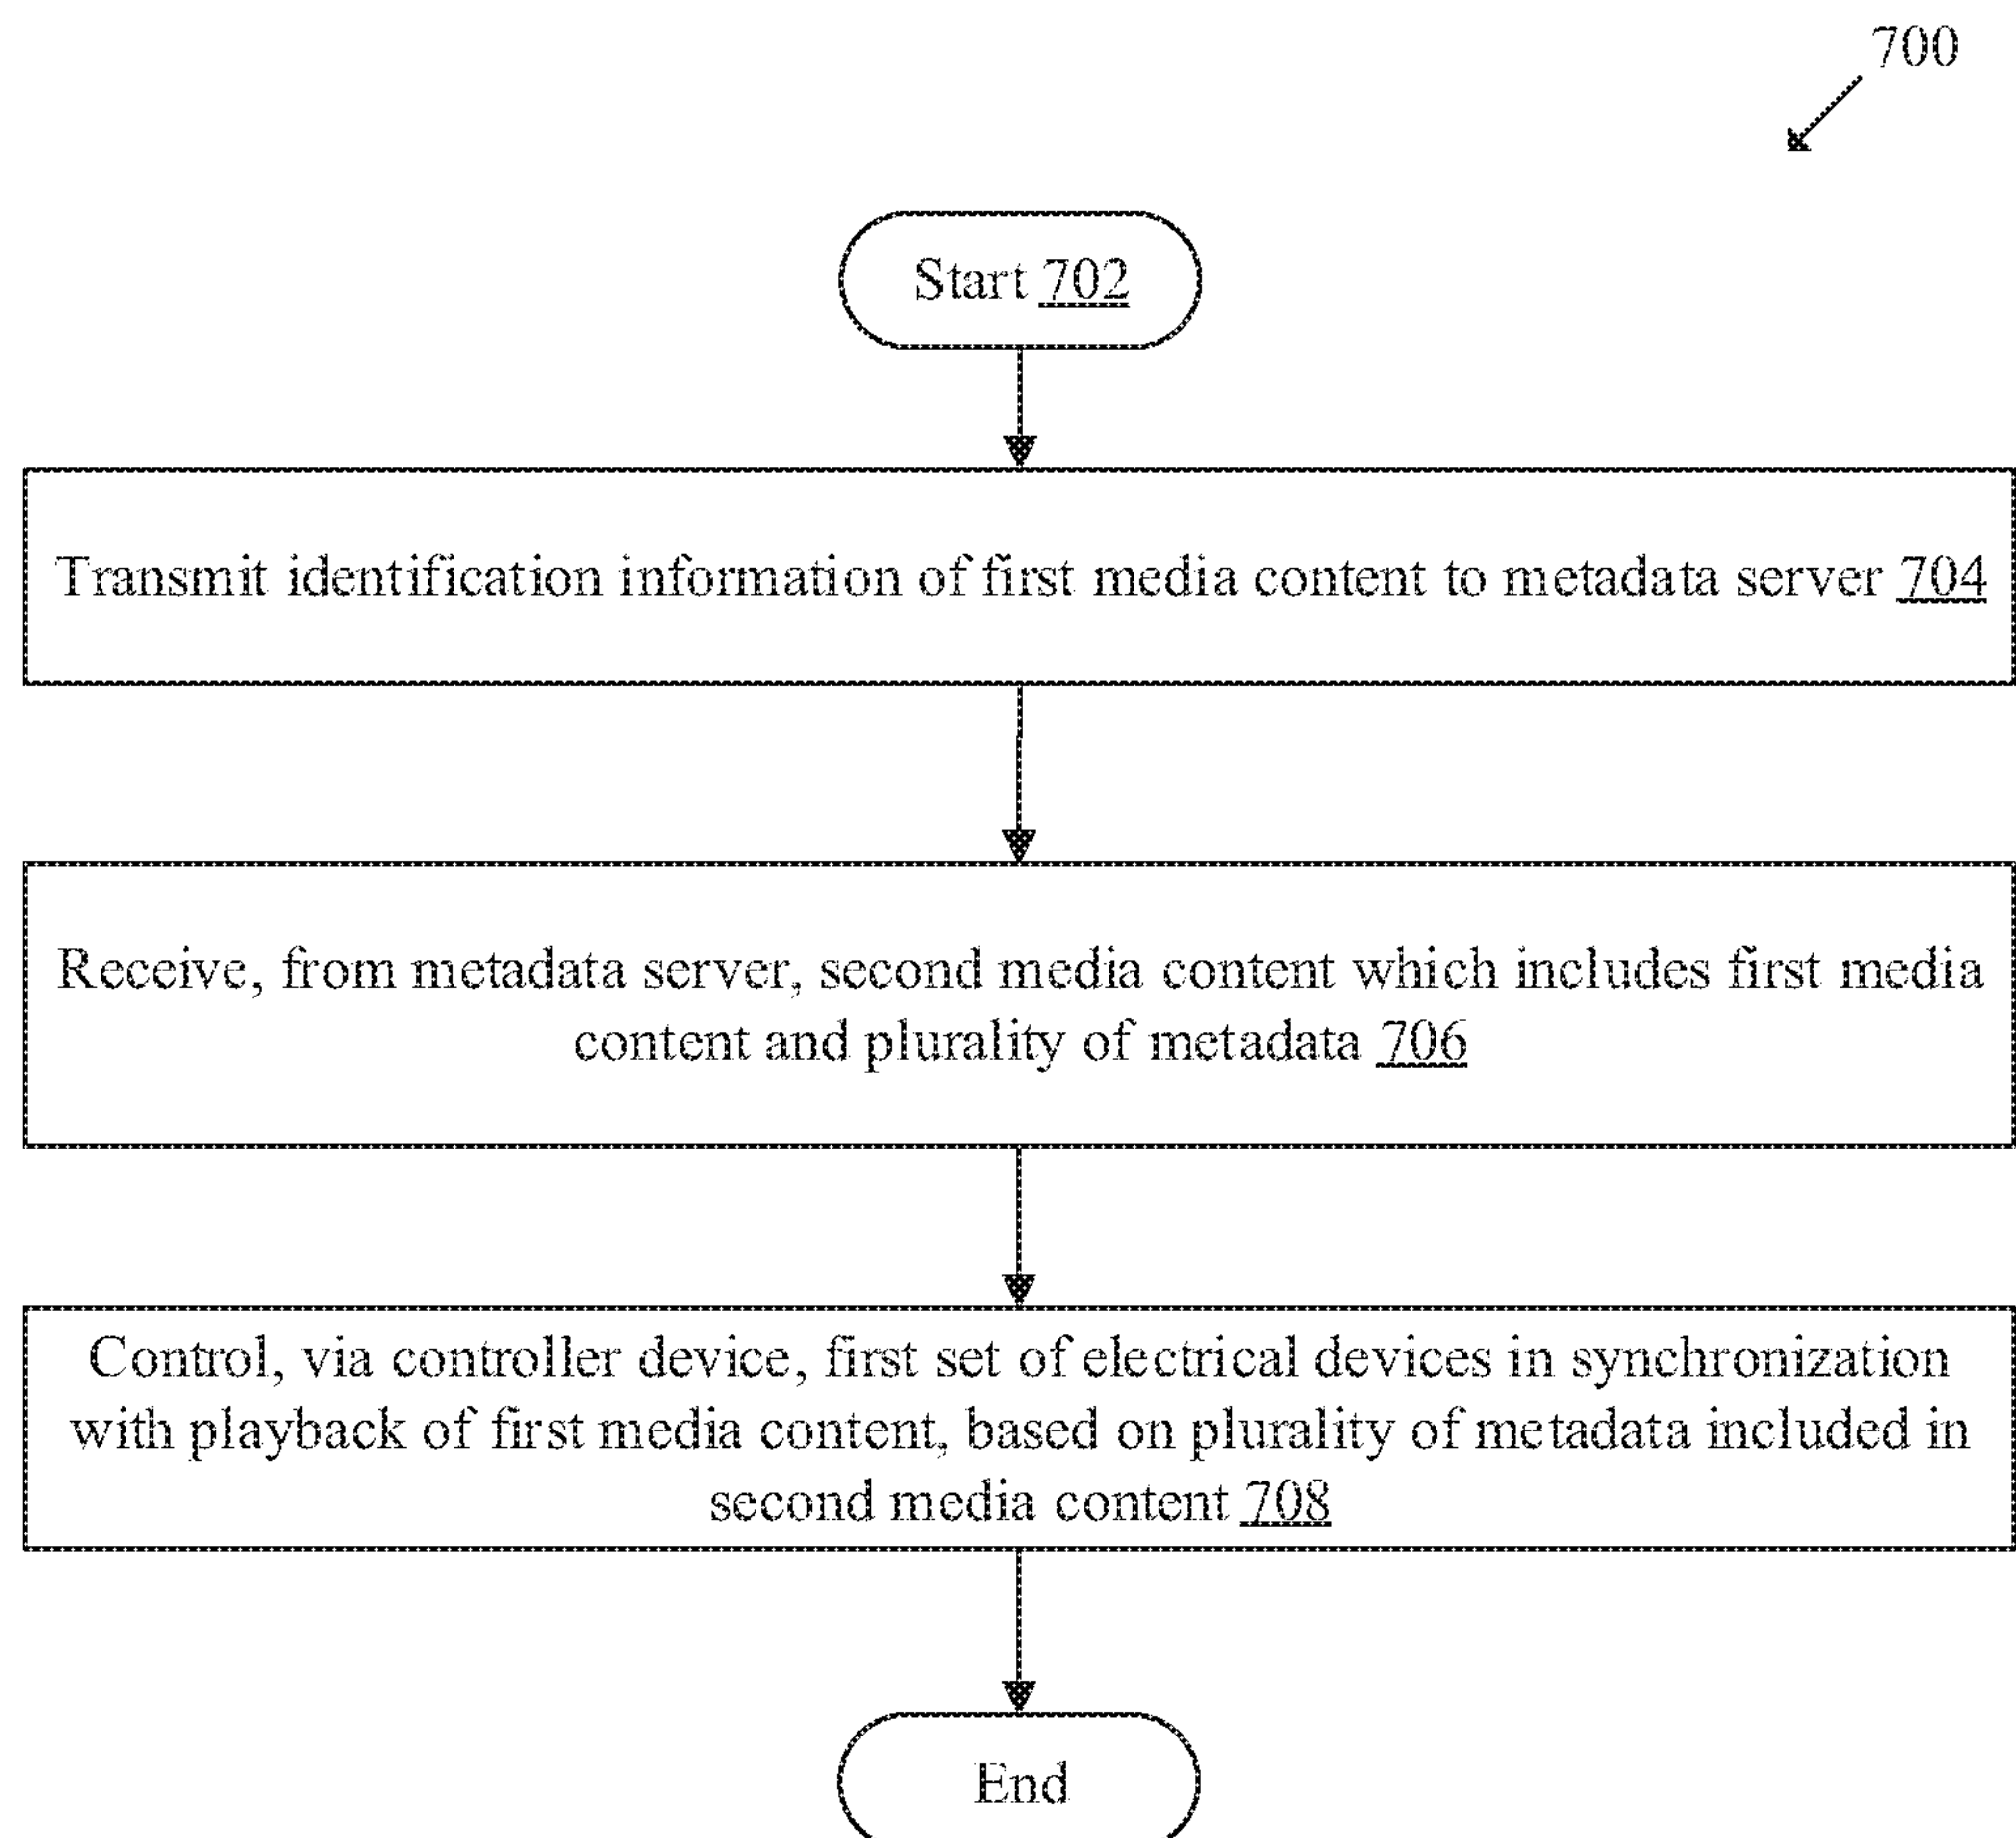 700
Start 702
Transmit identification information of first media content to metadata server 704
Receive, from metadata server, second media content which includes first media
content and plurality of metadata 706
Control, via controller device, first set of electrical devices in synchronization
with playback of first media content, based on plurality of metadata included in
second media content 708
End